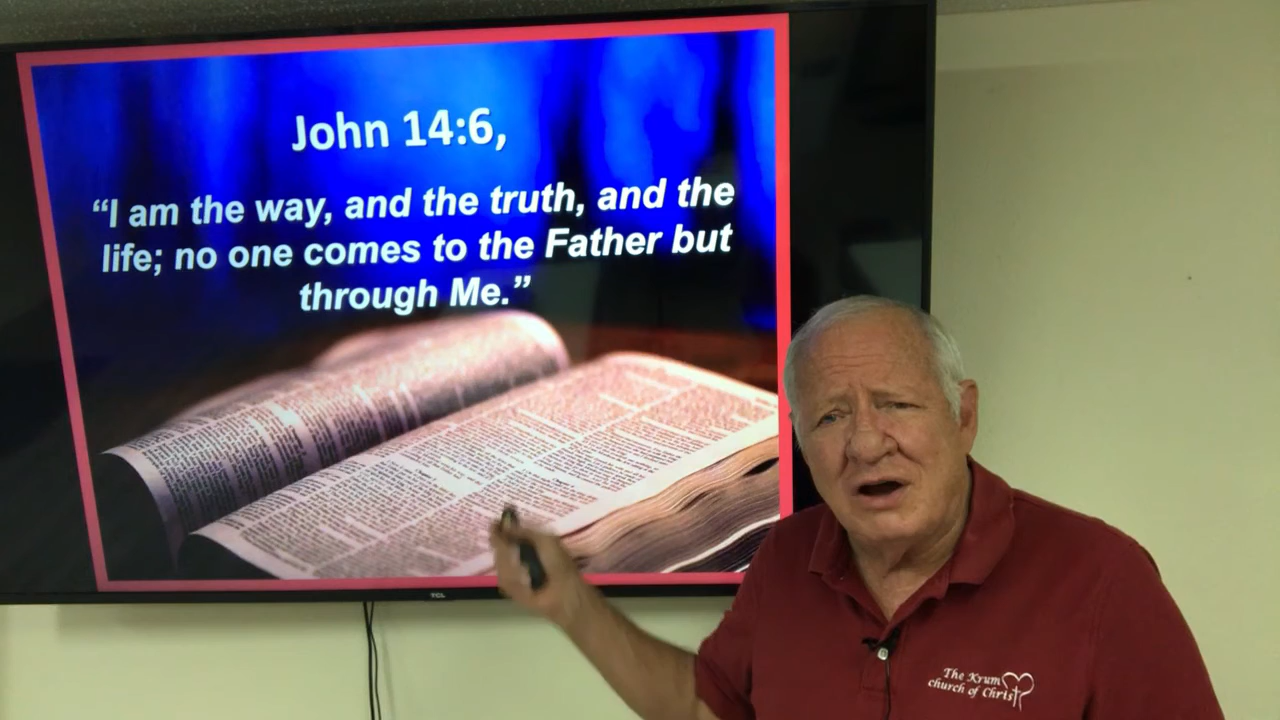 John 14:6,
“I am the way, and the truth, and the
life; no one comes to the Father but
through Me.”
TCL
The Krum
church of Christ